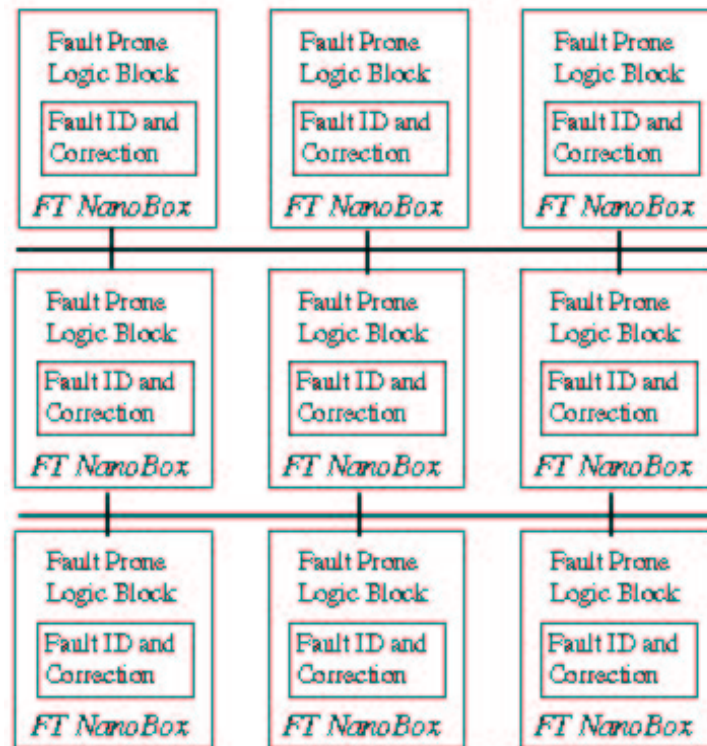 Fault Prone
Logic Block
Fault ID and
Correction
FT NanoBox
Fault Prone
Logic Block
Fault ID and
Correction
FT NanoBox
Fault Prone
Logic Block
Fault ID and
Correction
FT NanoBox
Fault Prone
Logic Block
Fault ID and
Correction
FT NanoBox
Fault Prone
Logic Block
Fault ID and
Correction
FT NanoBox
Fault Prone
Logic Block
Fault ID and
Correction
FT NanoBox
Fault Prone
Logic Block
Fault ID and
Correction
FT NanoBox
Fault Prone
Logic Block
Fault ID and
Correction
FT NanoBox
Fault Prone
Logic Block
Fault ID and
Correction
FT NanoBox